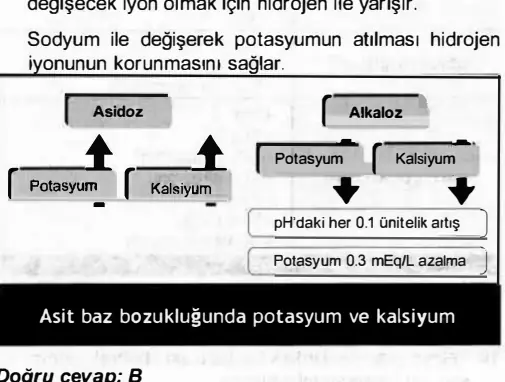 değişecek iyon olmak için hidrojen ile yarışır.
Sodyum ile değişerek potasyumun atılması hidrojen
iyonunun korunmasını sağlar.
Asidoz
Alkaloz
Potasyum
Kalsiyum
Potasyum
Kalsiyum
pH'daki her 0.1 ünitelik artış
Potasyum 0.3 mEq/L azalma
Asit baz bozukluğunda potasyum ve kalsiyum
Doğru cevap: B